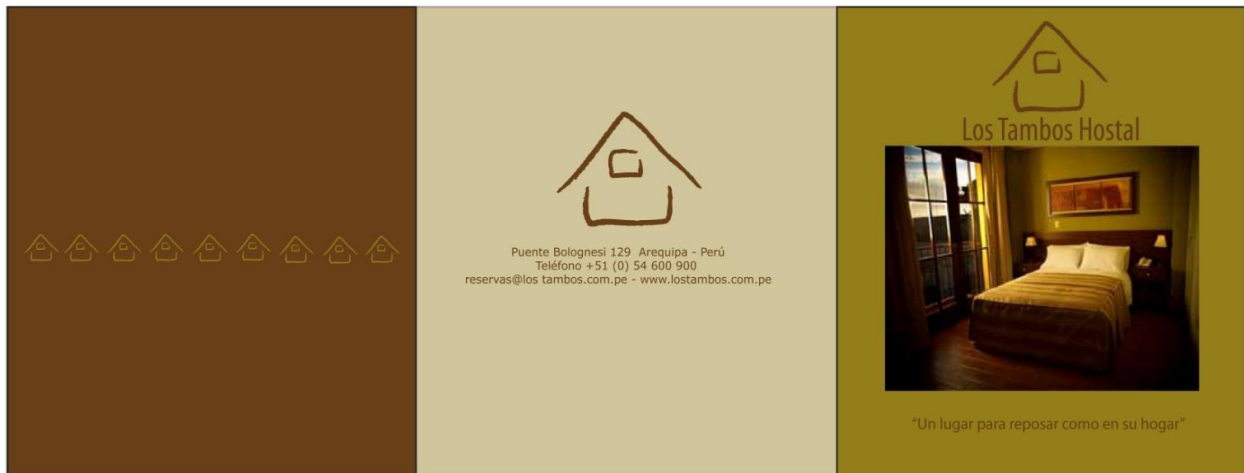 Puente Bolognesi 129 Arequipa - Perú
Teléfono +51 (0) 54 600 900
reservas@los tambos.com.pe - www.lostambos.com.pe
Los Tambos Hostal
“Un lugar para reposar como en su hogar”